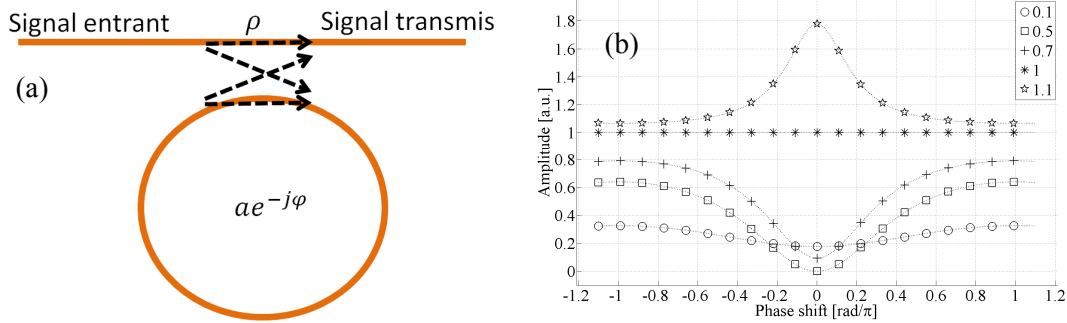 Signal entrant ρ Signal transmis
(a)
ae^{-jφ}
(b)
0.1
0.5
0.7
1
1.1
Amplitude [a.u.]
1.8
1.6
1.4
1.2
1
0.8
0.6
0.4
0.2
0
-1.2 -1 -0.8 -0.6 -0.4 -0.2 0 0.2 0.4 0.6 0.8 1 1.2
Phase shift [rad/π]